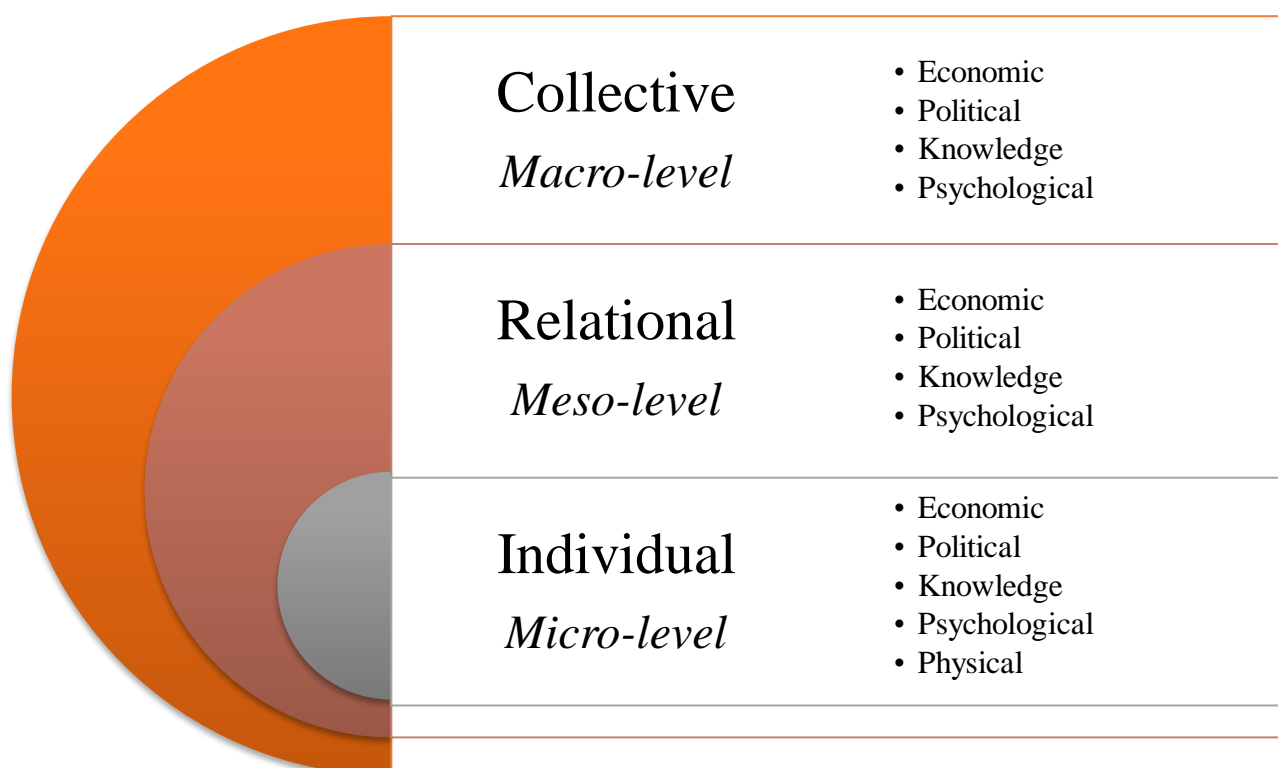 Collective
Macro-level
• Economic
• Political
• Knowledge
• Psychological
Relational
Meso-level
• Economic
• Political
• Knowledge
• Psychological
Individual
Micro-level
• Economic
• Political
• Knowledge
• Psychological
• Physical